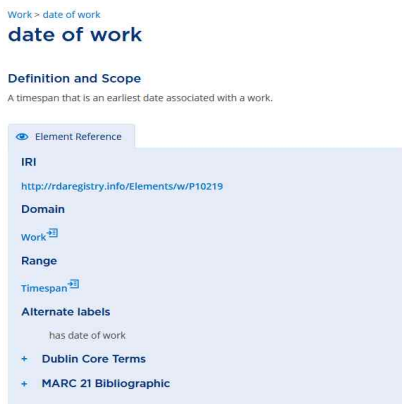 Work > date of work
date of work
Definition and Scope
A timespan that is an earliest date associated with a work.
Element Reference
IRI
http://rdaregistry.info/Elements/w/P10219
Domain
Work
Range
Timespan
Alternate labels
has date of work
+ Dublin Core Terms
+ MARC 21 Bibliographic